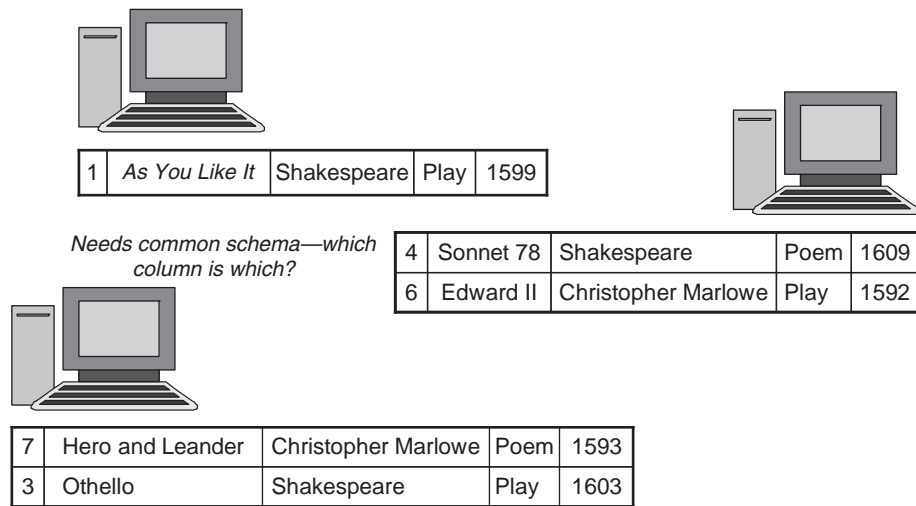 1 As You Like It Shakespeare Play 1599
Needs common schema—which
column is which?
4 Sonnet 78 Shakespeare Poem 1609
6 Edward II Christopher Marlowe Play 1592
7 Hero and Leander Christopher Marlowe Poem 1593
3 Othello Shakespeare Play 1603